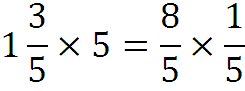 1 3/5 × 5 = 8/5 × 1/5